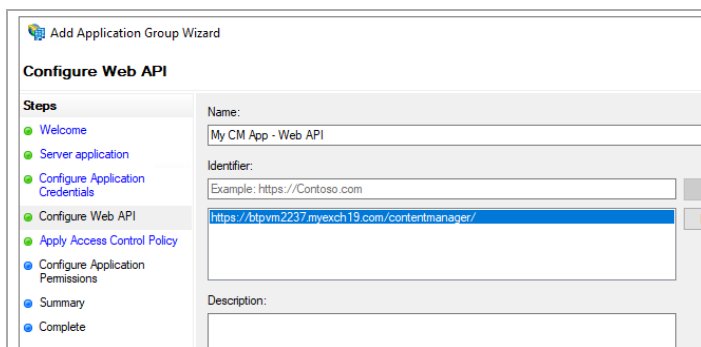 Add Application Group Wizard
Configure Web API
Steps
Welcome
Server application
Configure Application
Credentials
Configure Web API
Apply Access Control Policy
Configure Application
Permissions
Summary
Complete
Name:
My CM App - Web API
Identifier:
Example: https://Contoso.com
https://btpvm2237.myexch19.com/contentmanager/
Description: